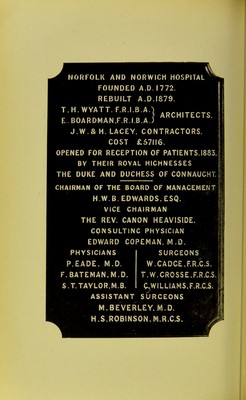 NORFOLK AND NORWICH HOSPITAL
FOUNDED A.D. 1772.
REBUILT A.D. 1879.
T. H. WYATT. F.R.I.B.A. } ARCHITECTS.
E. BOARDMAN. F.R.I.B.A.
J. W. & H. LACEY, CONTRACTORS.
COST £57116.
OPENED FOR RECEPTION OF PATIENTS, 1883.
BY THEIR ROYAL HIGHNESSES
THE DUKE AND DUCHESS OF CONNAUGHT.
CHAIRMAN OF THE BOARD OF MANAGEMENT
H. W. B. EDWARDS. ESQ.
VICE CHAIRMAN
THE REV. CANON HEAVISIDE.
CONSULTING PHYSICIAN
EDWARD COPEMAN, M.D.
PHYSICIANS SURGEONS
P. EADE, M.D. W. CADGE, F.R.C.S.
F. BATEMAN, M.D. T. W. CROSSE, F.R.C.S.
S. T. TAYLOR, M.B. C. WILLIAMS, F.R.C.S.
ASSISTANT SURGEONS
M. BEVERLEY, M.D.
H. S. ROBINSON, M.R.C.S.